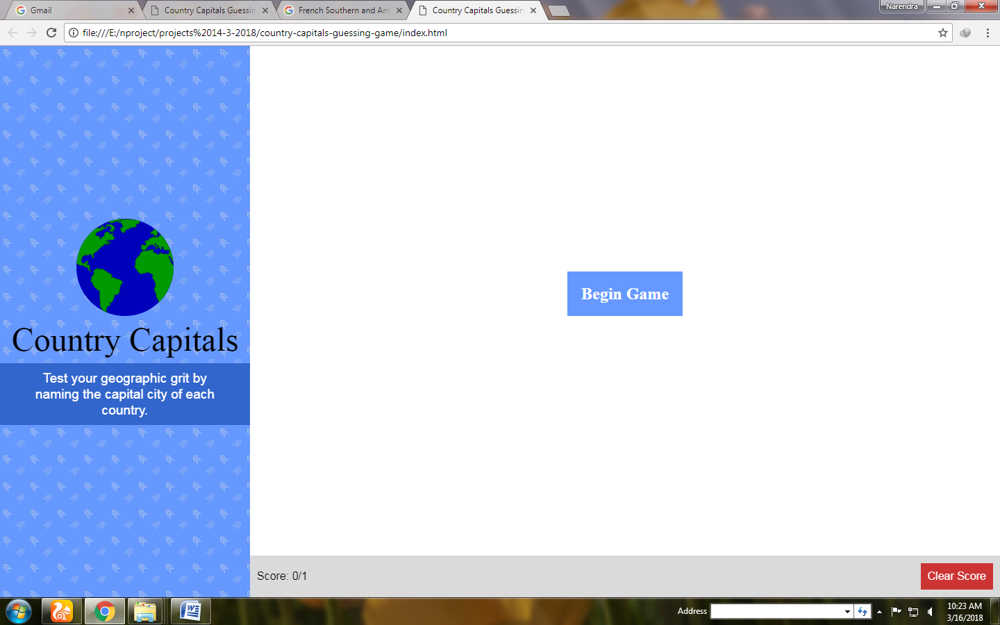 Gmail
Country Capitals Guessin
French Southern and Ant
Country Capitals Guessin
Narendra
file:///E:/nproject/projects%2014-3-2018/country-capitals-guessing-game/index.html
Country Capitals
Test your geographic grit by
naming the capital city of each
country.
Begin Game
Score: 0/1
Clear Score
Address
10:23 AM
3/16/2018